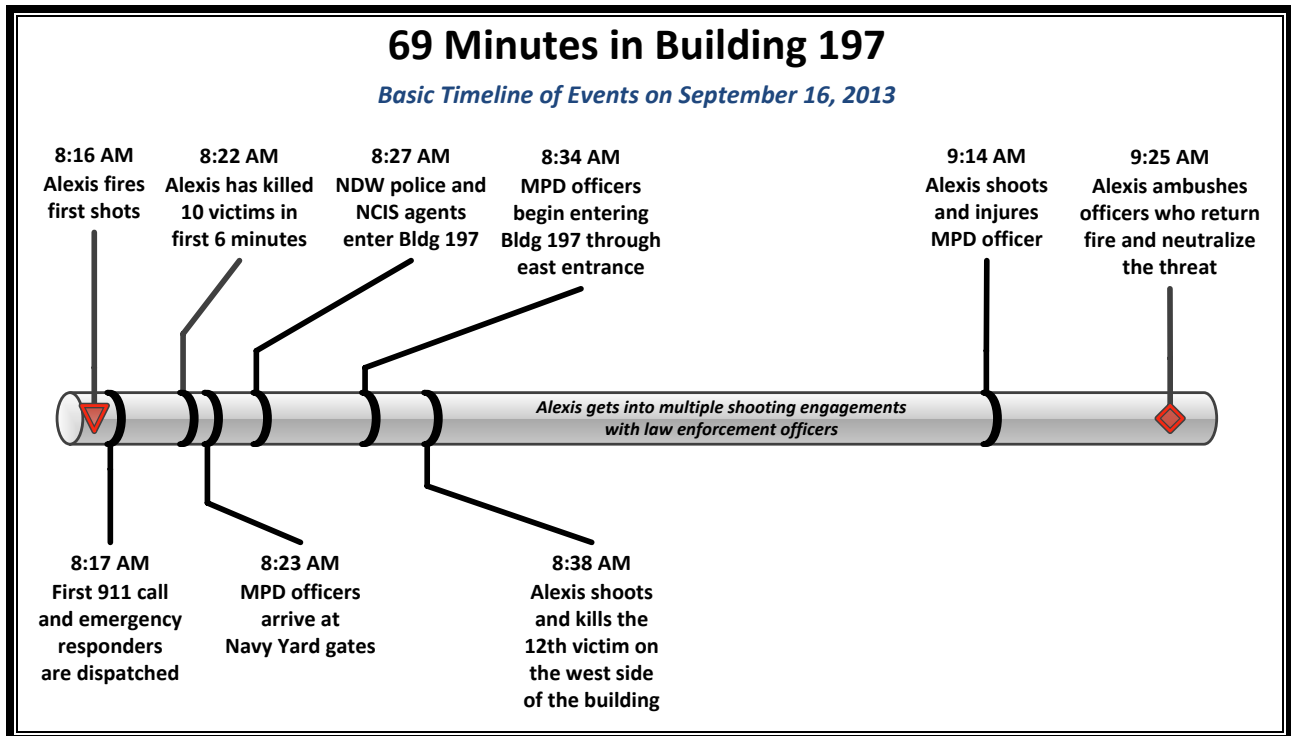 69 Minutes in Building 197
Basic Timeline of Events on September 16, 2013
8:16 AM
Alexis fires
first shots
8:22 AM
Alexis has killed
10 victims in
first 6 minutes
8:27 AM
NDW police and
NCIS agents
enter Bldg 197
8:34 AM
MPD officers
begin entering
Bldg 197 through
east entrance
9:14 AM
Alexis shoots
and injures
MPD officer
9:25 AM
Alexis ambushes
officers who return
fire and neutralize
the threat
Alexis gets into multiple shooting engagements
with law enforcement officers
8:17 AM
First 911 call
and emergency
responders
are dispatched
8:23 AM
MPD officers
arrive at
Navy Yard gates
8:38 AM
Alexis shoots
and kills the
12th victim on
the west side
of the building